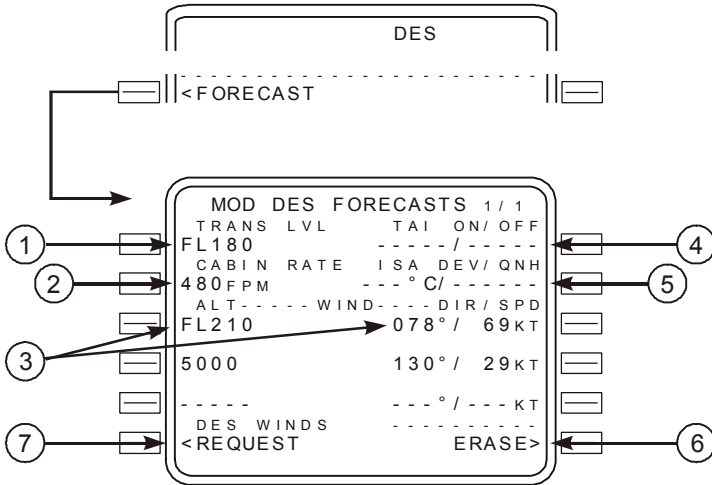 DES
- - - - - - - - - - - - - - - - - - - - - - - -
<FORECAST
MOD DES FORECASTS 1/1
TRANS LVL TAI ON/OFF
FL180 - - - - - / - - - - -
CABIN RATE ISA DEV/QNH
480FPM - - - °C/ - - - - - -
ALT- - - - - WIND- - - - DIR/SPD
FL210 078°/ 69KT
5000 130°/ 29KT
- - - - - - - - °/ - - - KT
DES WINDS - - - - - - - - - -
<REQUEST ERASE>
1
2
3
7
4
5
6